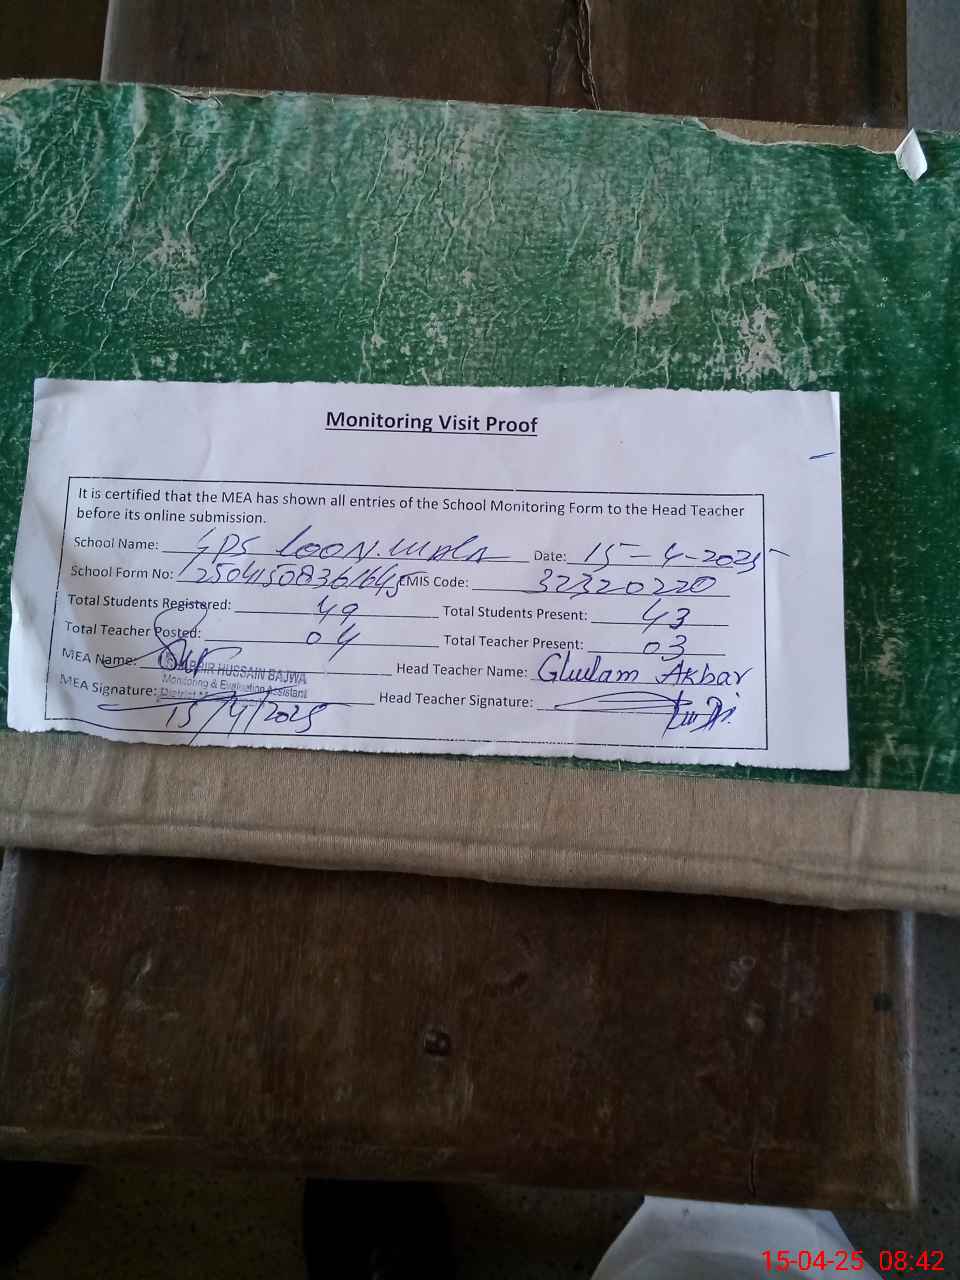 Monitoring Visit Proof
It is certified that the MEA has shown all entries of the School Monitoring Form to the Head Teacher
before its online submission.
School Name: GPS Date: 15-4-2025
School Form No: EMIS Code: 32320220
Total Students Registered: 49 Total Students Present: 43
Total Teacher Posted: 04 Total Teacher Present: 03
MEA Name: HUSSAIN BAJWA Head Teacher Name: Ghulam Akbar
Monitoring & Evaluation Assistant
MEA Signature: District Head Teacher Signature:
15/4/2025
15-04-25 08:42